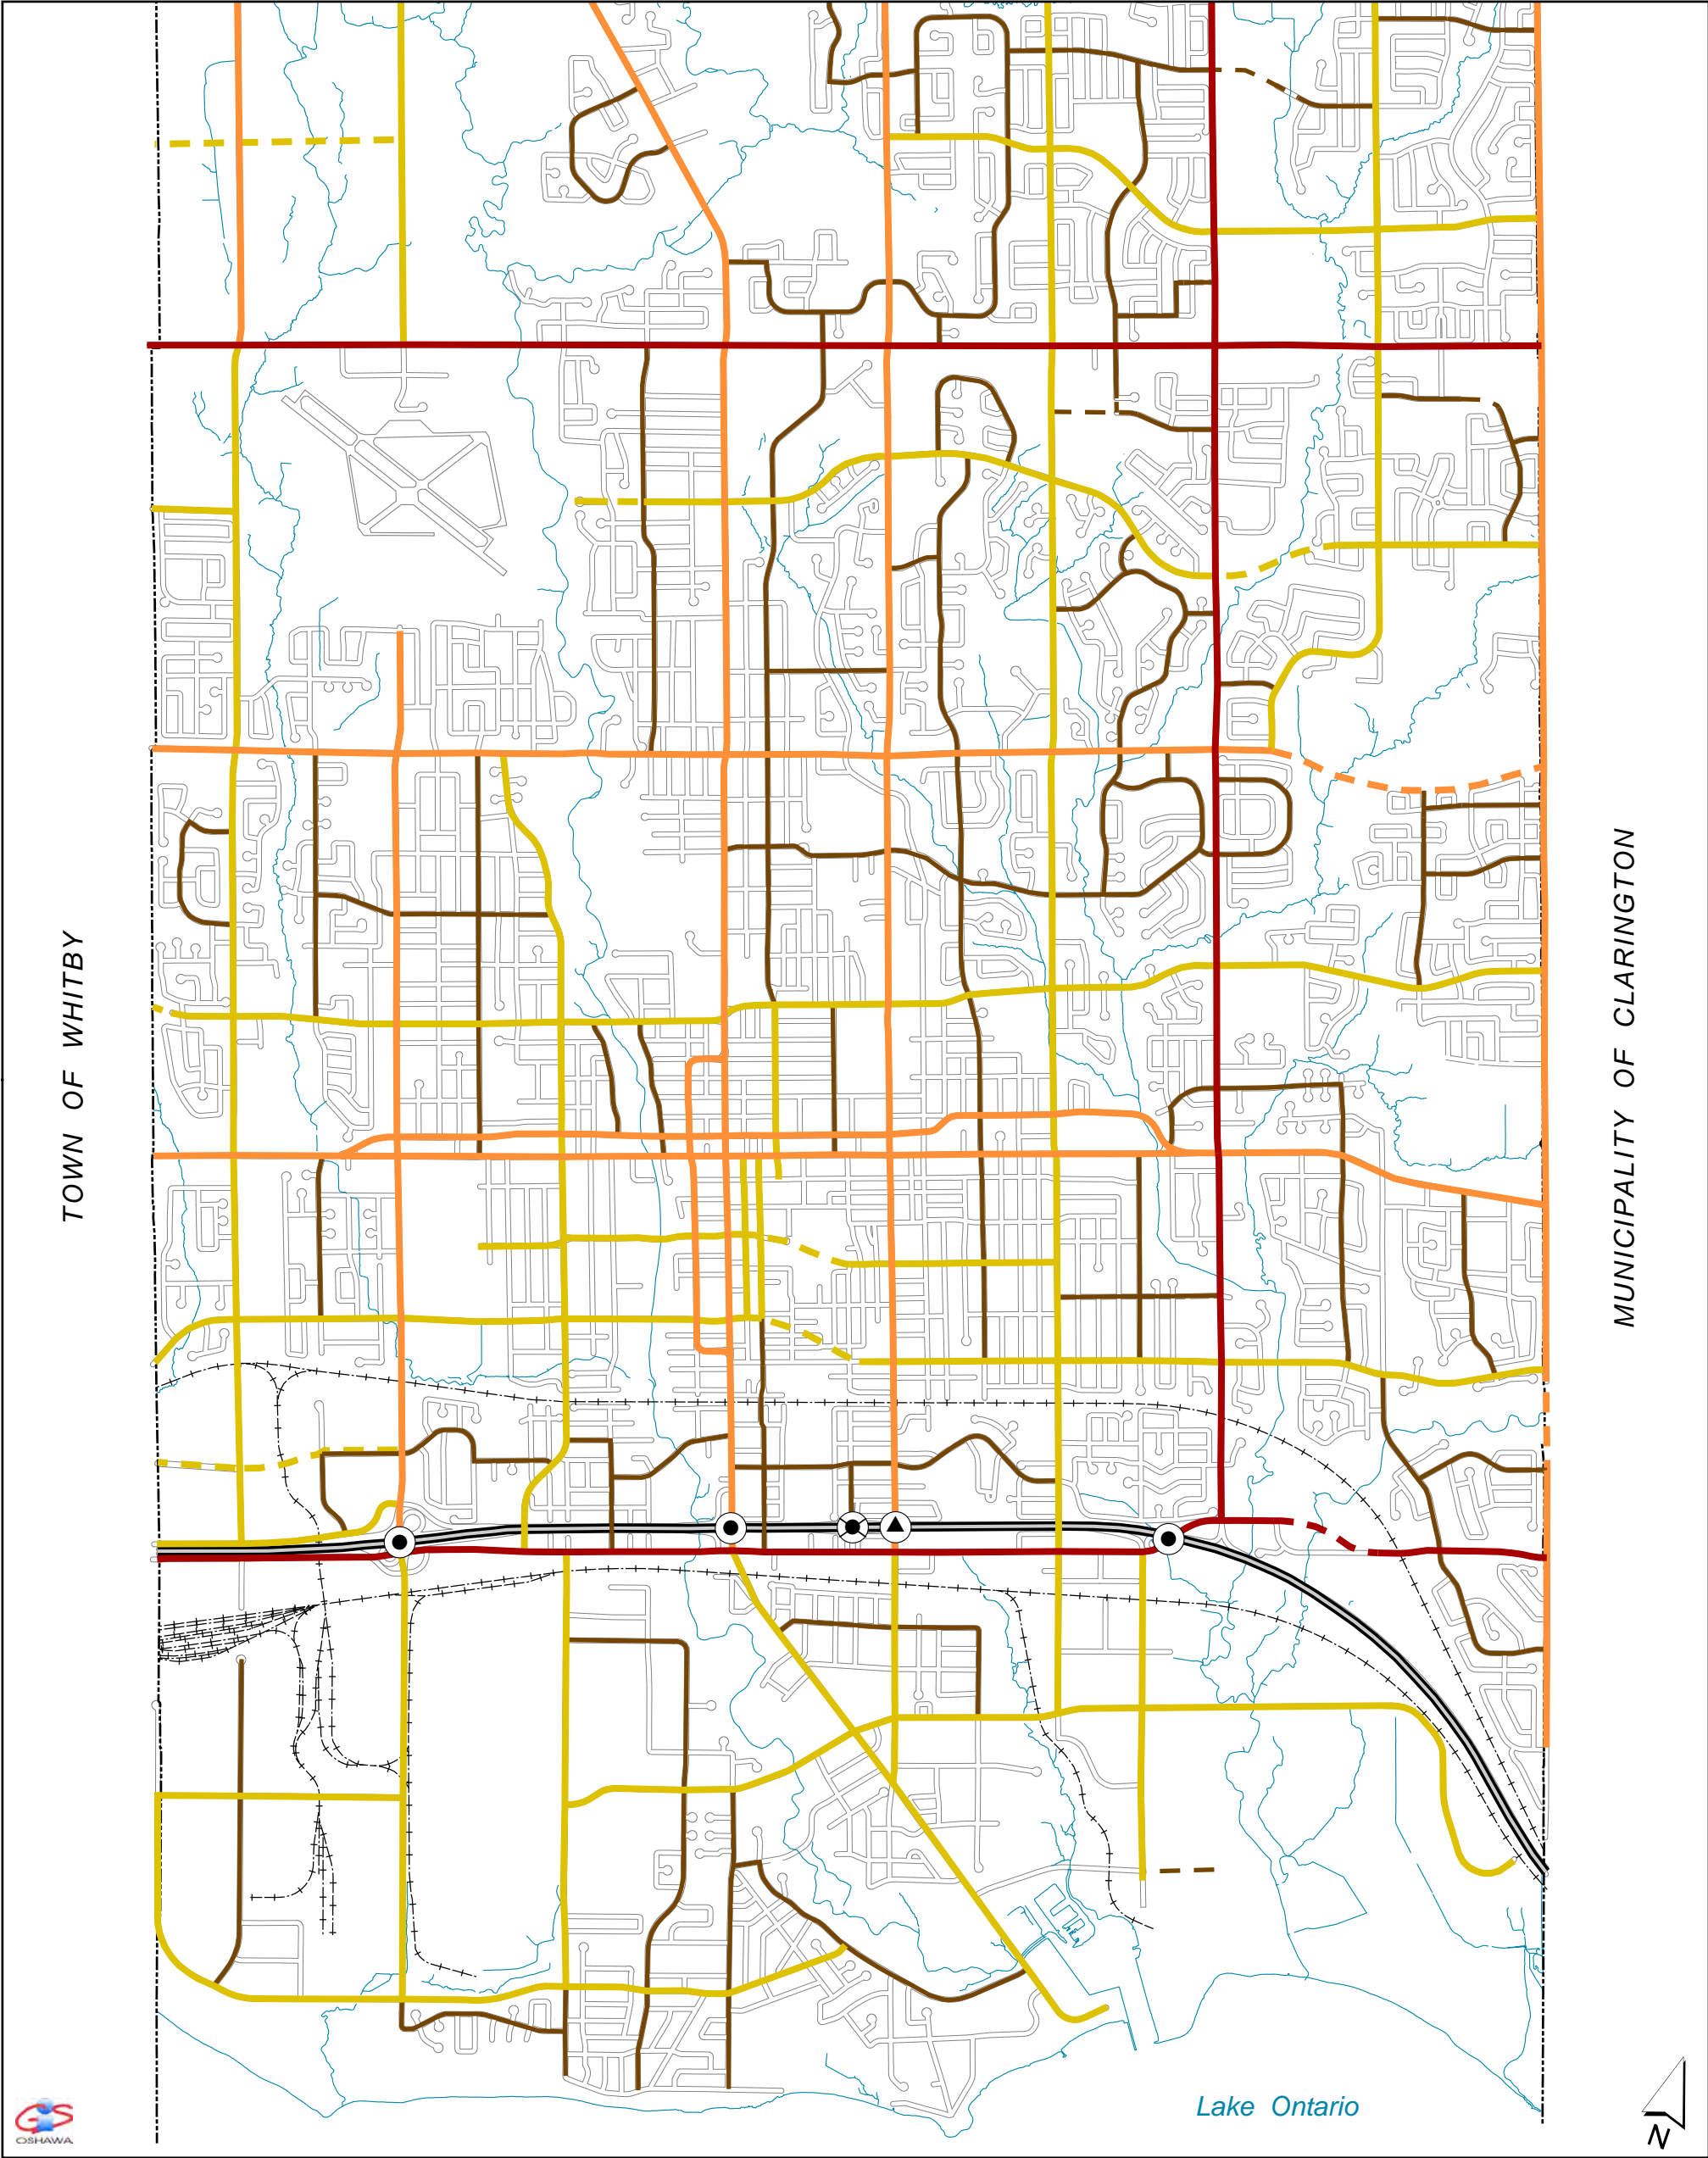 TOWN OF WHITBY
MUNICIPALITY OF CLARINGTON
Lake Ontario
GIS
OSHAWA
N